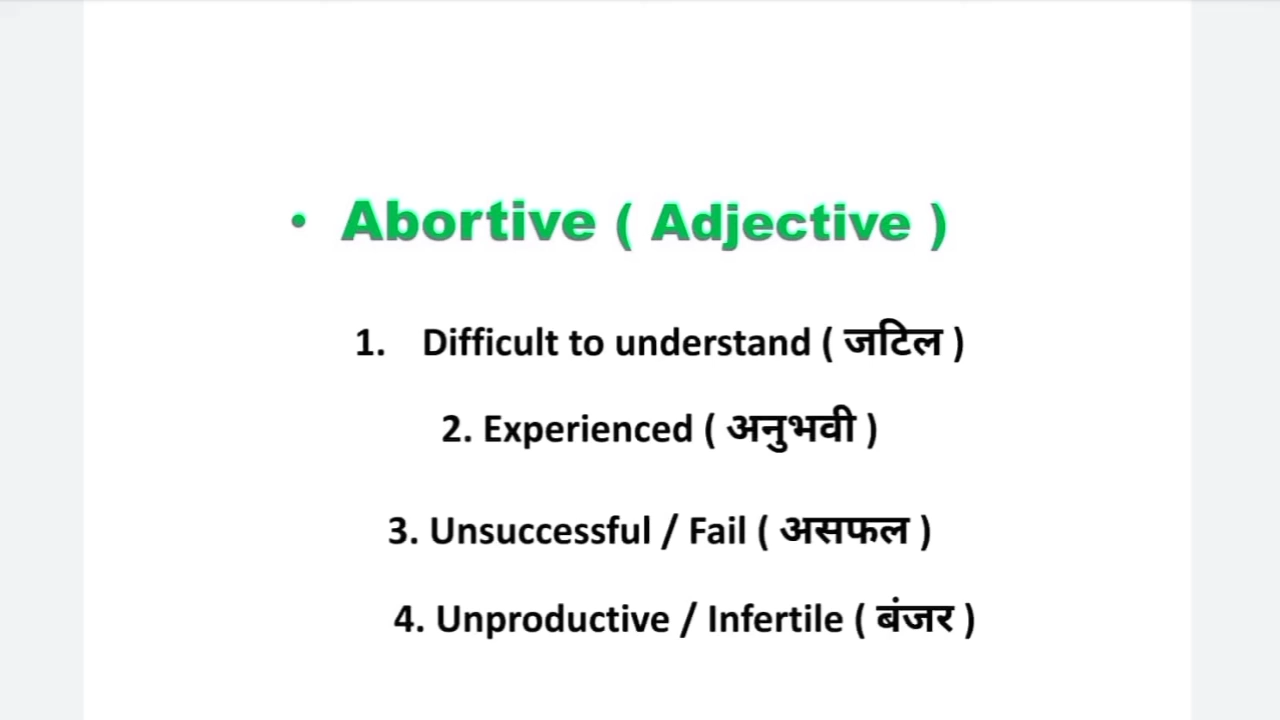 • Abortive ( Adjective )
1. Difficult to understand ( जटिल )
2. Experienced ( अनुभवी )
3. Unsuccessful / Fail ( असफल )
4. Unproductive / Infertile ( बंजर )